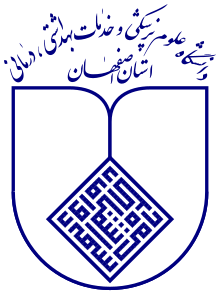 دانشگاه علوم پزشکی و خدمات بهداشتی، درمانی
استان اصفهان